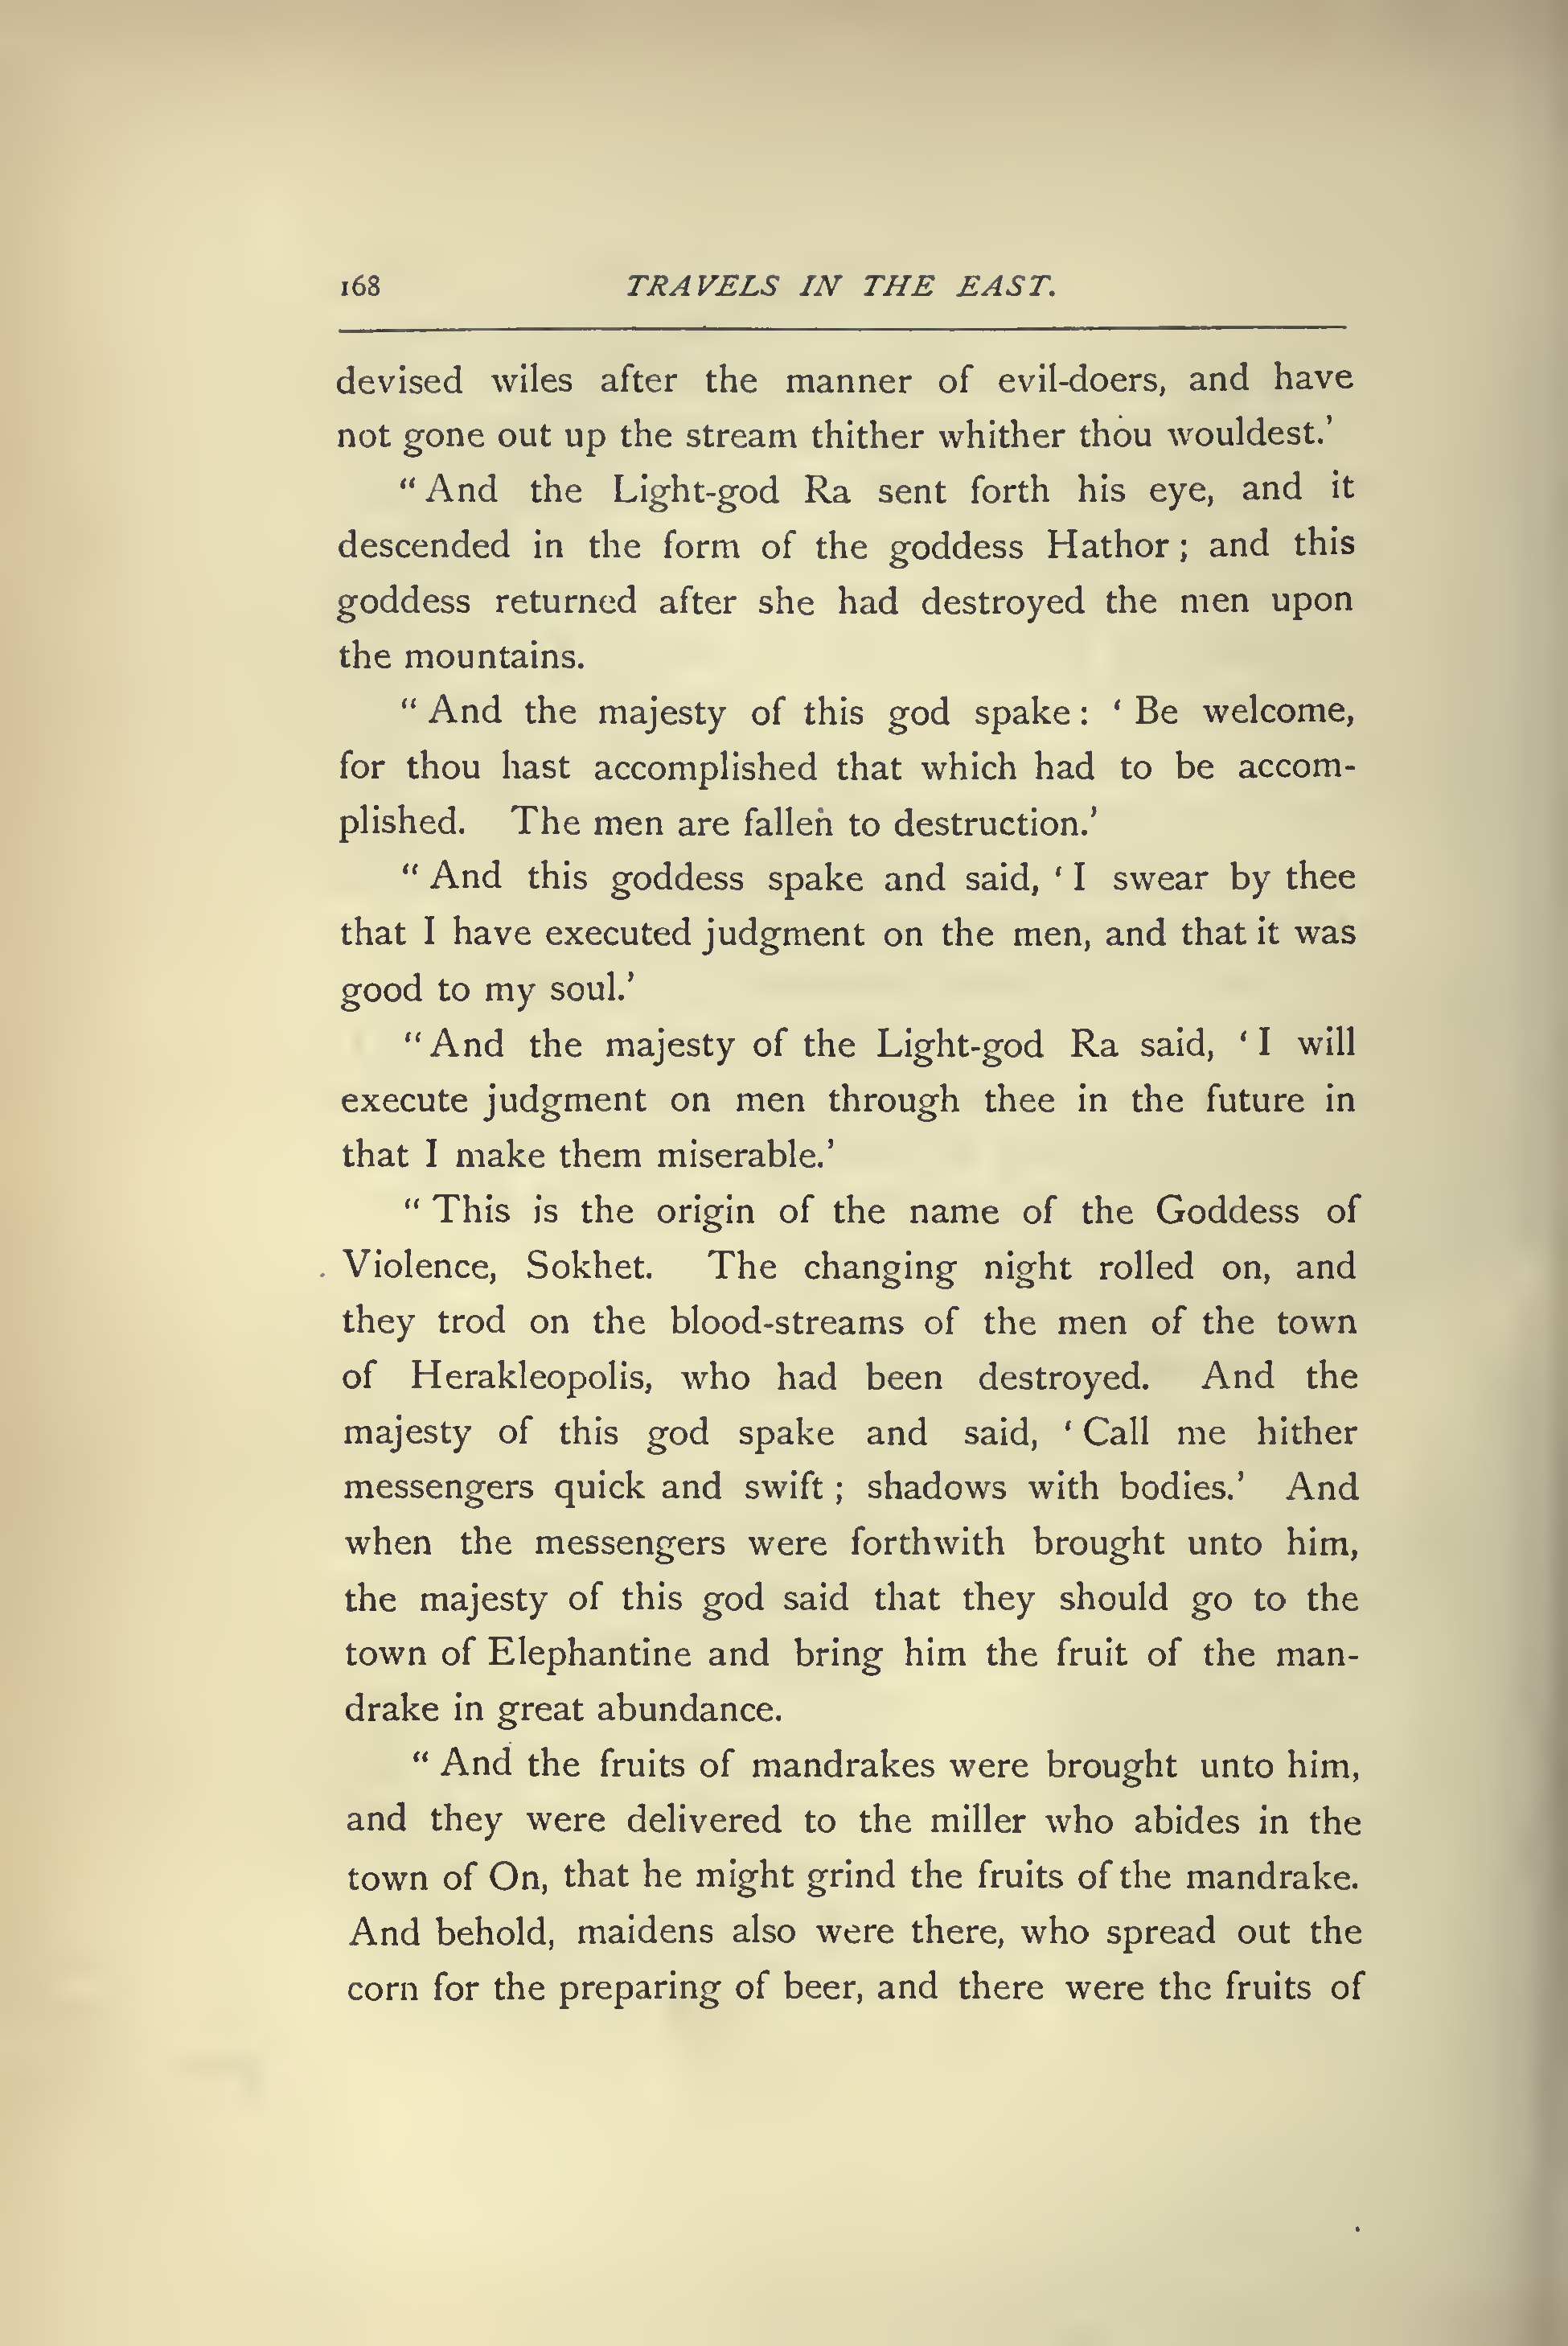 168 TRAVELS IN THE EAST.
devised wiles after the manner of evil-doers, and have
not gone out up the stream thither whither thou wouldest.’
“ And the Light-god Ra sent forth his eye, and it
descended in the form of the goddess Hathor ; and this
goddess returned after she had destroyed the men upon
the mountains.
“ And the majesty of this god spake : ‘ Be welcome,
for thou hast accomplished that which had to be accom-
plished. The men are fallen to destruction.’
“ And this goddess spake and said, ‘ I swear by thee
that I have executed judgment on the men, and that it was
good to my soul.’
“ And the majesty of the Light-god Ra said, ‘ I will
execute judgment on men through thee in the future in
that I make them miserable.’
“ This is the origin of the name of the Goddess of
Violence, Sokhet. The changing night rolled on, and
they trod on the blood-streams of the men of the town
of Herakleopolis, who had been destroyed. And the
majesty of this god spake and said, ‘ Call me hither
messengers quick and swift ; shadows with bodies.’ And
when the messengers were forthwith brought unto him,
the majesty of this god said that they should go to the
town of Elephantine and bring him the fruit of the man-
drake in great abundance.
“ And the fruits of mandrakes were brought unto him,
and they were delivered to the miller who abides in the
town of On, that he might grind the fruits of the mandrake.
And behold, maidens also were there, who spread out the
corn for the preparing of beer, and there were the fruits of